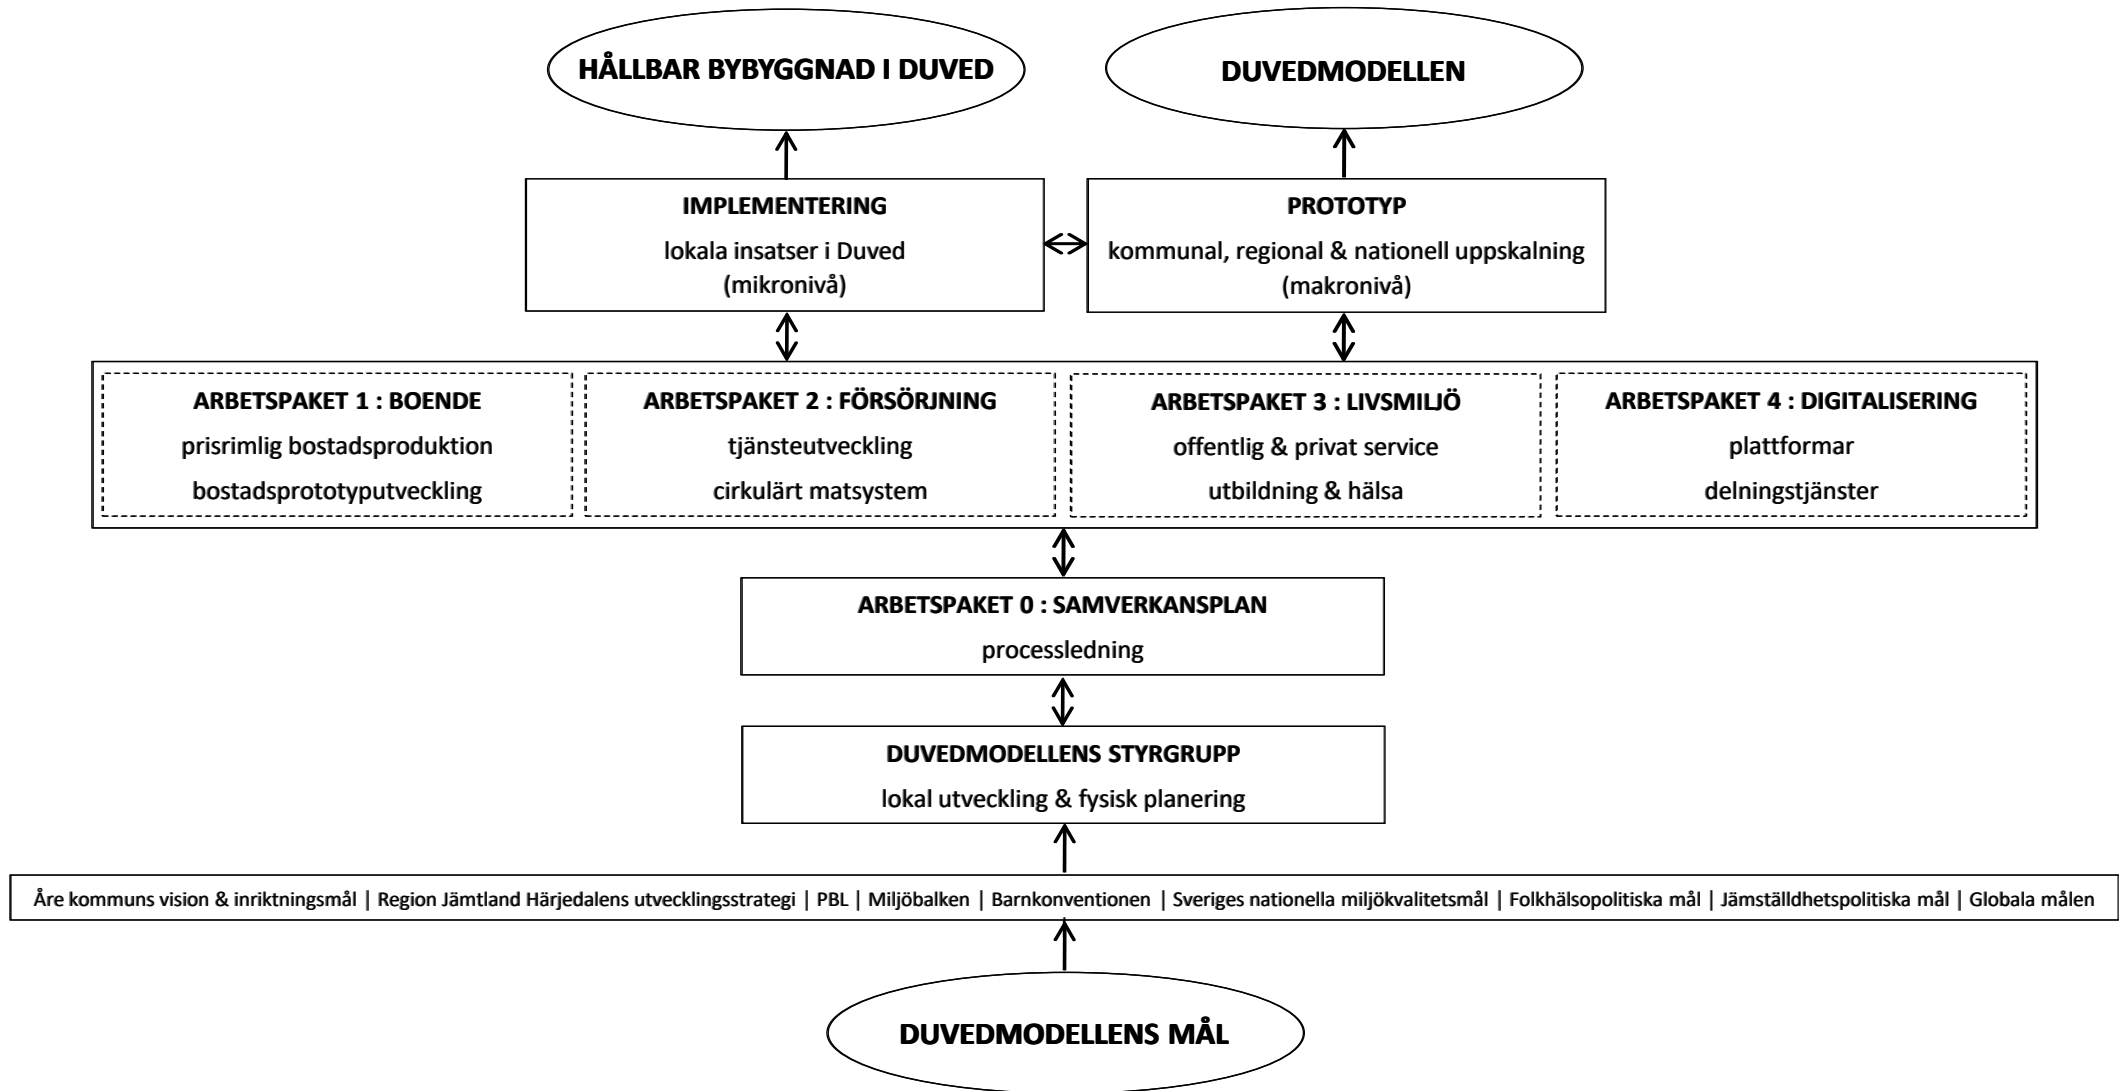 HÅLLBAR BYBYGGNAD I DUVED
DUVEDMODELLEN
IMPLEMENTERING
lokala insatser i Duved
(mikronivå)
PROTOTYP
kommunal, regional & nationell uppskalning
(makronivå)
ARBETSPAKET 1 : BOENDE
prisrimlig bostadsproduktion
bostadsprototyputveckling
ARBETSPAKET 2 : FÖRSÖRJNING
tjänsteutveckling
cirkulärt matsystem
ARBETSPAKET 3 : LIVSMILJÖ
offentlig & privat service
utbildning & hälsa
ARBETSPAKET 4 : DIGITALISERING
plattformar
delningstjänster
ARBETSPAKET 0 : SAMVERKANSPLAN
processledning
DUVEDMODELLENS STYRGRUPP
lokal utveckling & fysisk planering
Åre kommuns vision & inriktningsmål | Region Jämtland Härjedalens utvecklingsstrategi | PBL | Miljöbalken | Barnkonventionen | Sveriges nationella miljökvalitetsmål | Folkhälsopolitiska mål | Jämställdhetspolitiska mål | Globala målen
DUVEDMODELLENS MÅL